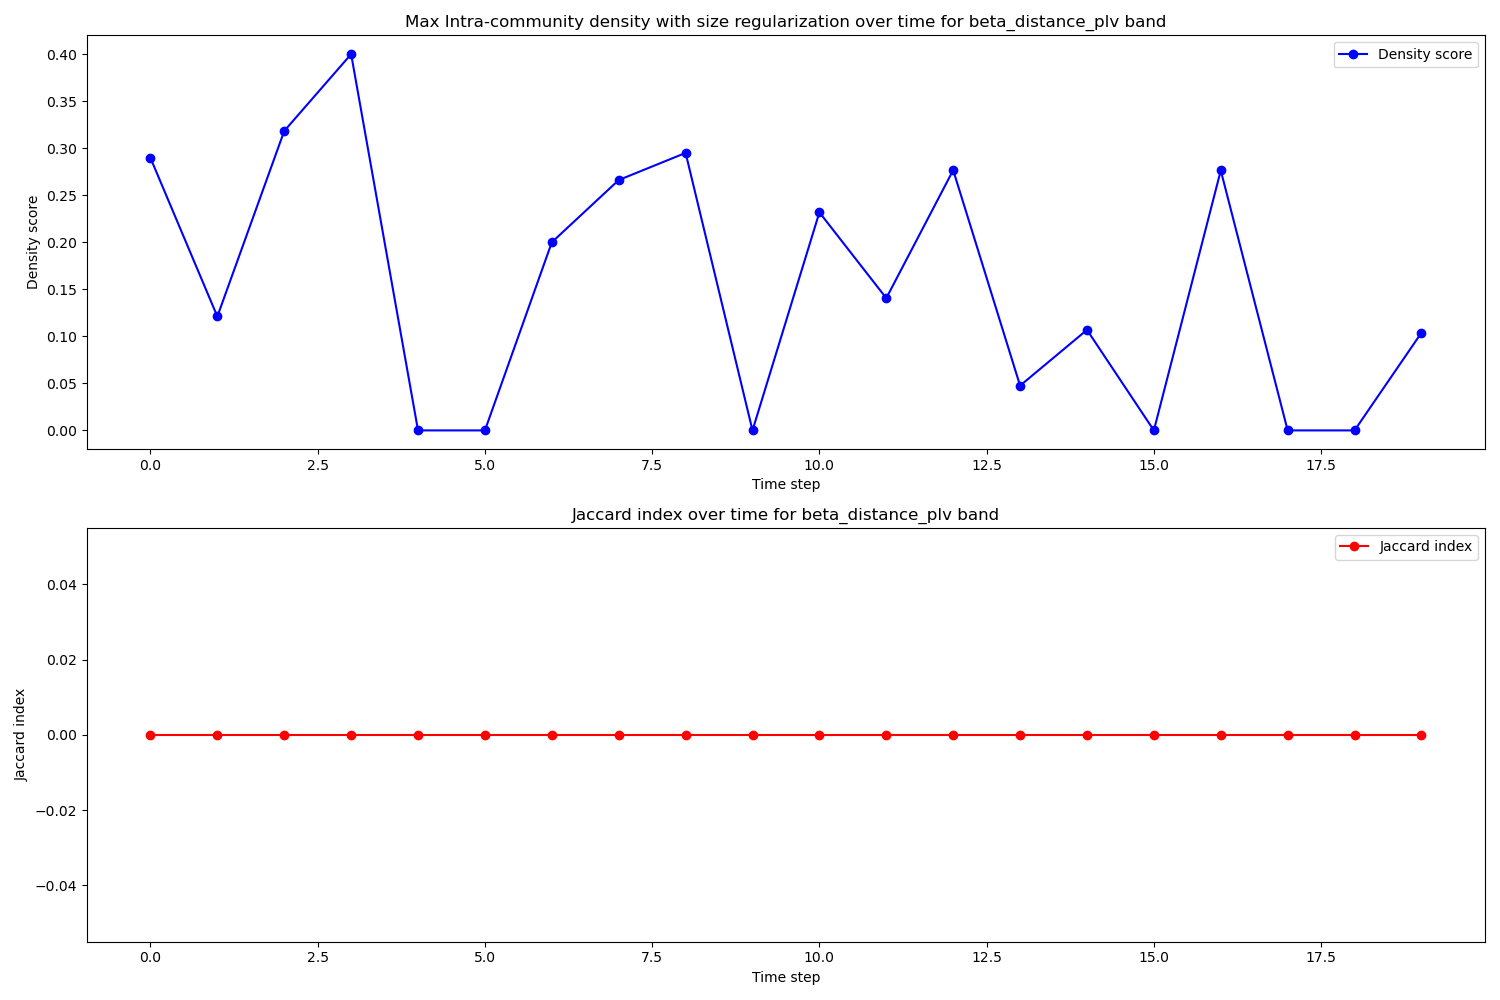 Max Intra-community density with size regularization over time for beta_distance_plv band
Density score
0.40
0.35
0.30
0.25
0.20
0.15
0.10
0.05
0.00
Density score
0.0 2.5 5.0 7.5 10.0 12.5 15.0 17.5
Time step
Jaccard index over time for beta_distance_plv band
Jaccard index
0.04
0.02
0.00
−0.02
−0.04
Jaccard index
0.0 2.5 5.0 7.5 10.0 12.5 15.0 17.5
Time step